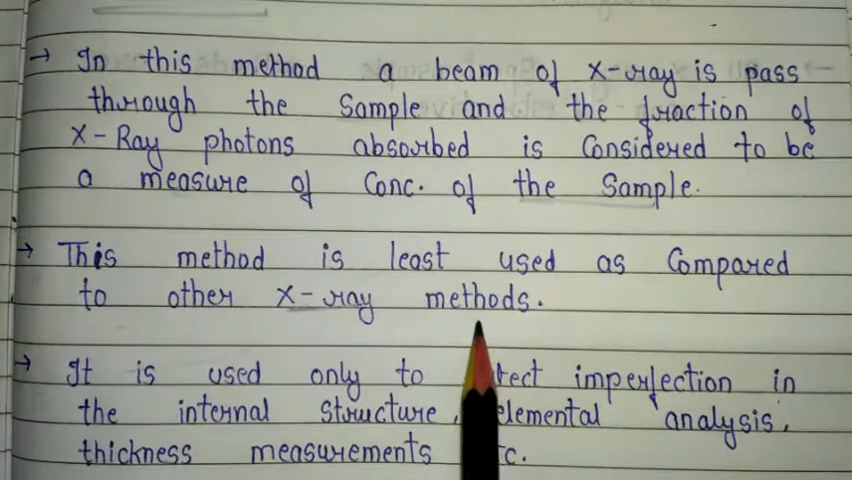 → In this method a beam of x-ray is pass
through the Sample and the fraction of
X-Ray photons absorbed is Considered to be
a measure of Conc. of the Sample.
→ This method is least used as Compared
to other x-ray methods.
→ It is used only to imperfection in
the internal Structure, elemental analysis,
thickness measurements